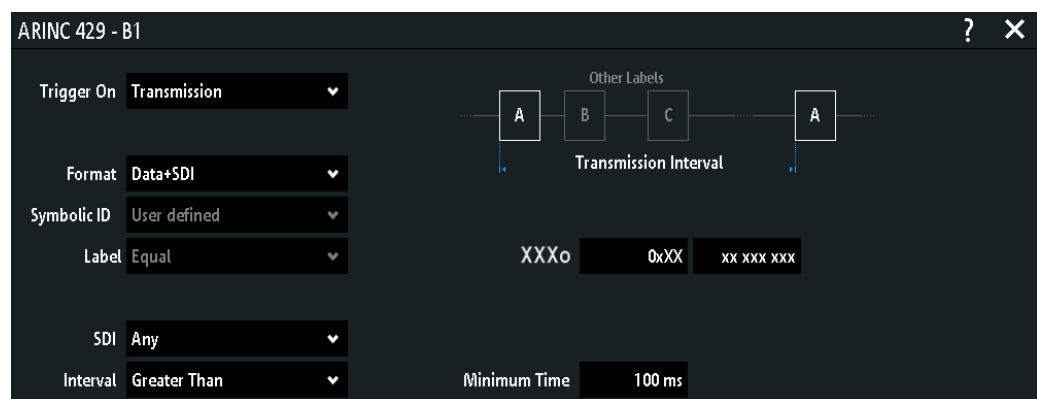 ARINC 429 - B1 ? ×
Other Labels
Trigger On Transmission
A B C A
Transmission Interval
Format Data+SDI
Symbolic ID User defined
Label Equal XXXo 0xXX xx xxx xxx
SDI Any
Interval Greater Than Minimum Time 100 ms